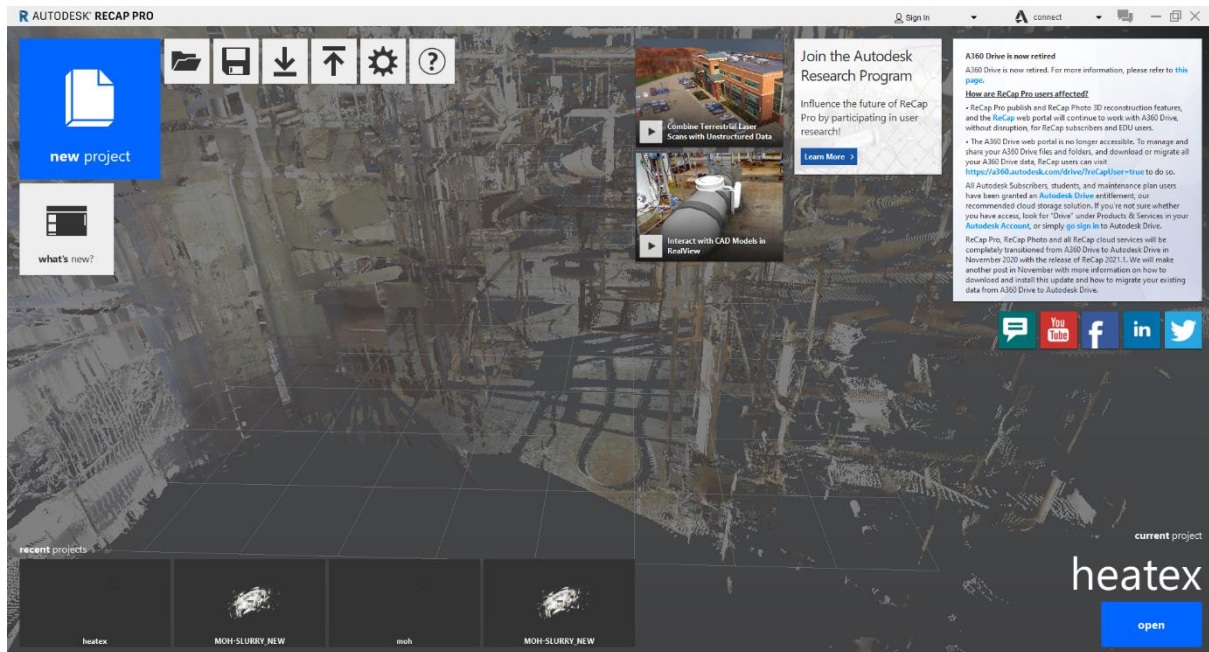 R AUTODESK® RECAP PRO
Sign In
connect
new project
what's new?
Combine Terrestrial Laser
Scans with Unstructured Data
Interact with CAD Models in
RealView
Join the Autodesk
Research Program
Influence the future of ReCap
Pro by participating in user
research!
Learn More >
A360 Drive is now retired
A360 Drive is now retired. For more information, please refer to this
page.
How are ReCap Pro users affected?
• ReCap Pro publish and ReCap Photo 3D reconstruction features,
and the ReCap web portal will continue to work with A360 Drive,
without disruption, for ReCap subscribers and EDU users.
• The A360 Drive web portal is no longer accessible. To manage and
share your A360 Drive files and folders, and download or migrate all
your A360 Drive data, ReCap users can visit
https://a360.autodesk.com/drive/?reCapUser=true to do so.
All Autodesk Subscribers, students, and maintenance plan users
have been granted an Autodesk Drive entitlement; our
recommended cloud storage solution. If you're not sure whether
you have access, look for "Drive" under Products & Services in your
Autodesk Account, or simply go sign in to Autodesk Drive.
ReCap Pro, ReCap Photo and all ReCap cloud services will be
completely transitioned from A360 Drive to Autodesk Drive in
November 2020 with the release of ReCap 2021.1. We will make
another post in November with more information on how to
download and install this update and how to migrate your existing
data from A360 Drive to Autodesk Drive.
You
Tube
f
in
recent projects
heatex
MOH-SLURRY_NEW
moh
MOH-SLURRY_NEW
current project
heatex
open